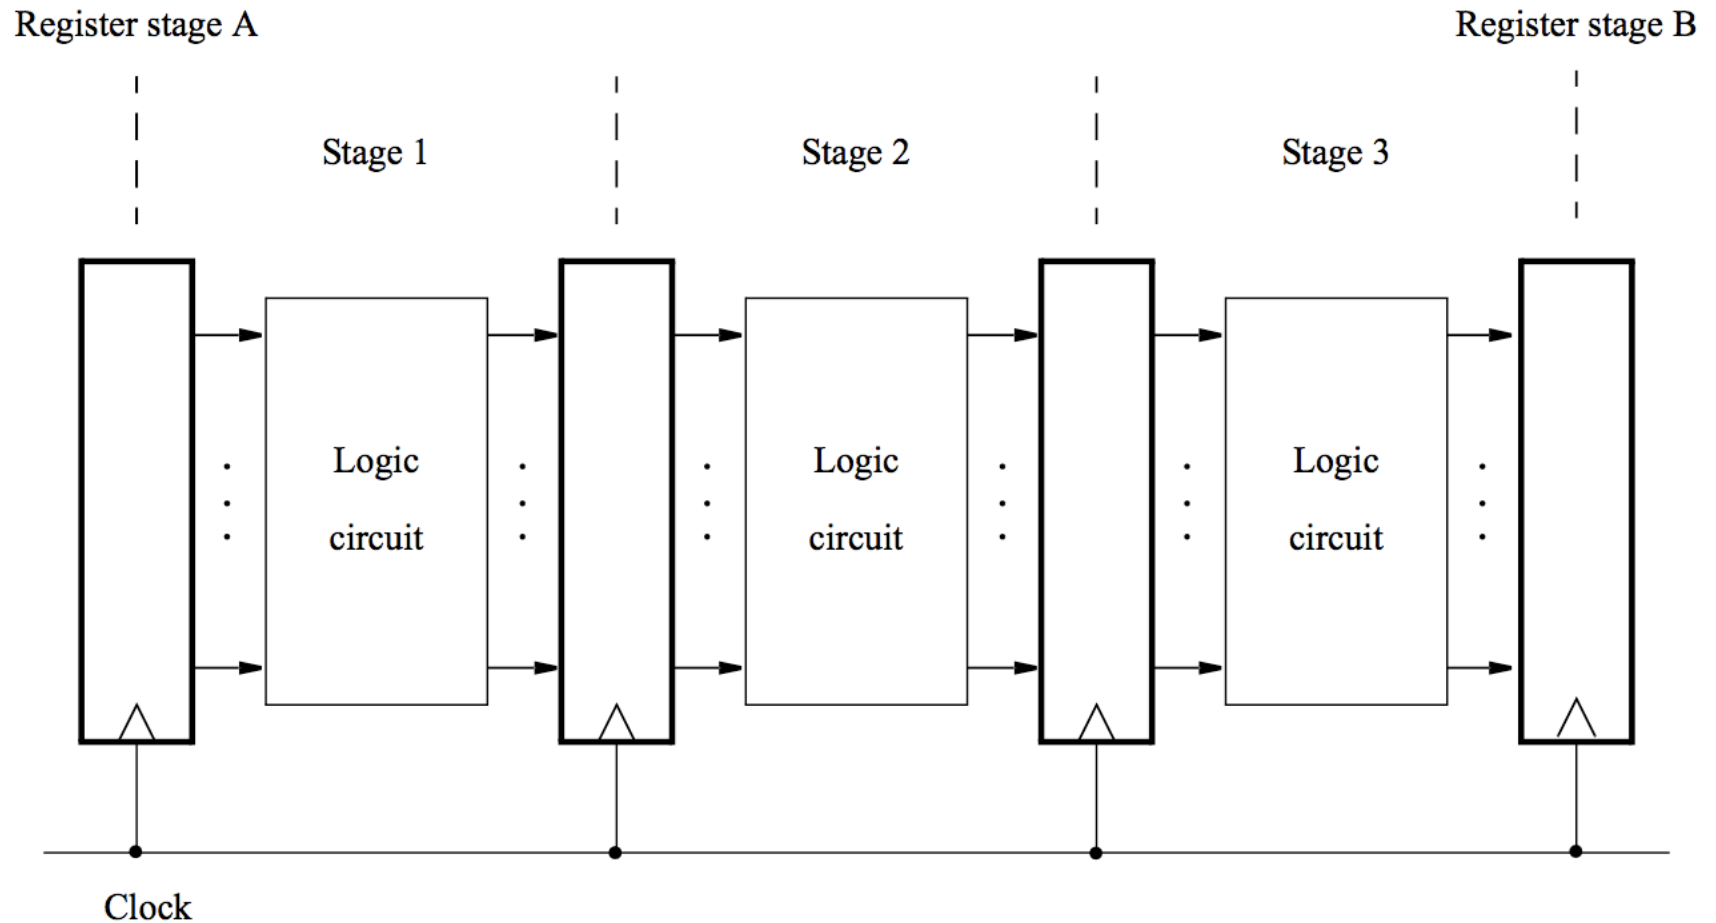 Register stage A
Register stage B
Stage 1
Stage 2
Stage 3
Logic
circuit
Logic
circuit
Logic
circuit
Clock